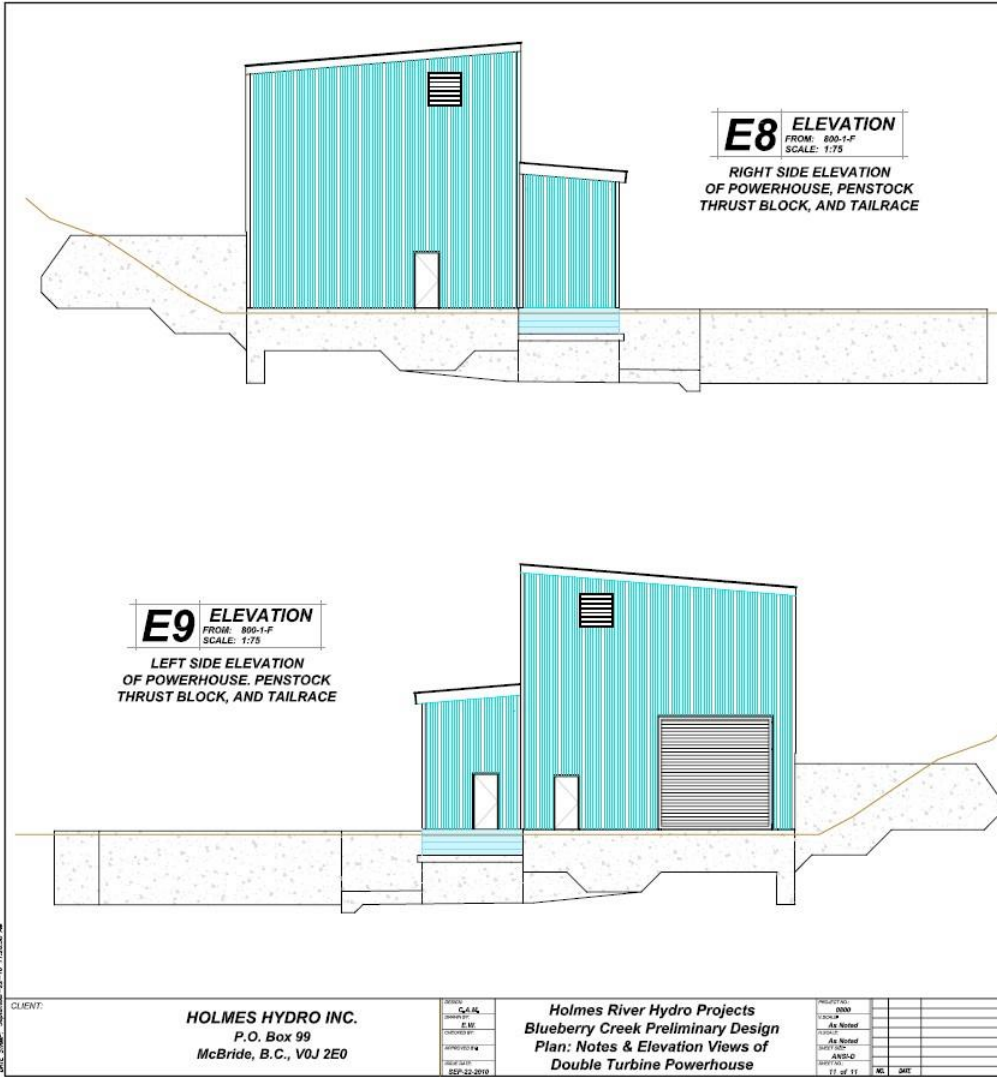 E8 ELEVATION
FROM: 800-1-F
SCALE: 1:75
RIGHT SIDE ELEVATION
OF POWERHOUSE, PENSTOCK
THRUST BLOCK, AND TAILRACE
E9 ELEVATION
FROM: 800-1-F
SCALE: 1:75
LEFT SIDE ELEVATION
OF POWERHOUSE. PENSTOCK
THRUST BLOCK, AND TAILRACE
CLIENT:
HOLMES HYDRO INC.
P.O. Box 99
McBride, B.C., V0J 2E0
E.W.
SEP-22-2010
Holmes River Hydro Projects
Blueberry Creek Preliminary Design
Plan: Notes & Elevation Views of
Double Turbine Powerhouse
PROJECT NO.:
As Noted
As Noted
ANSI-D
11 of 11
NO. DATE